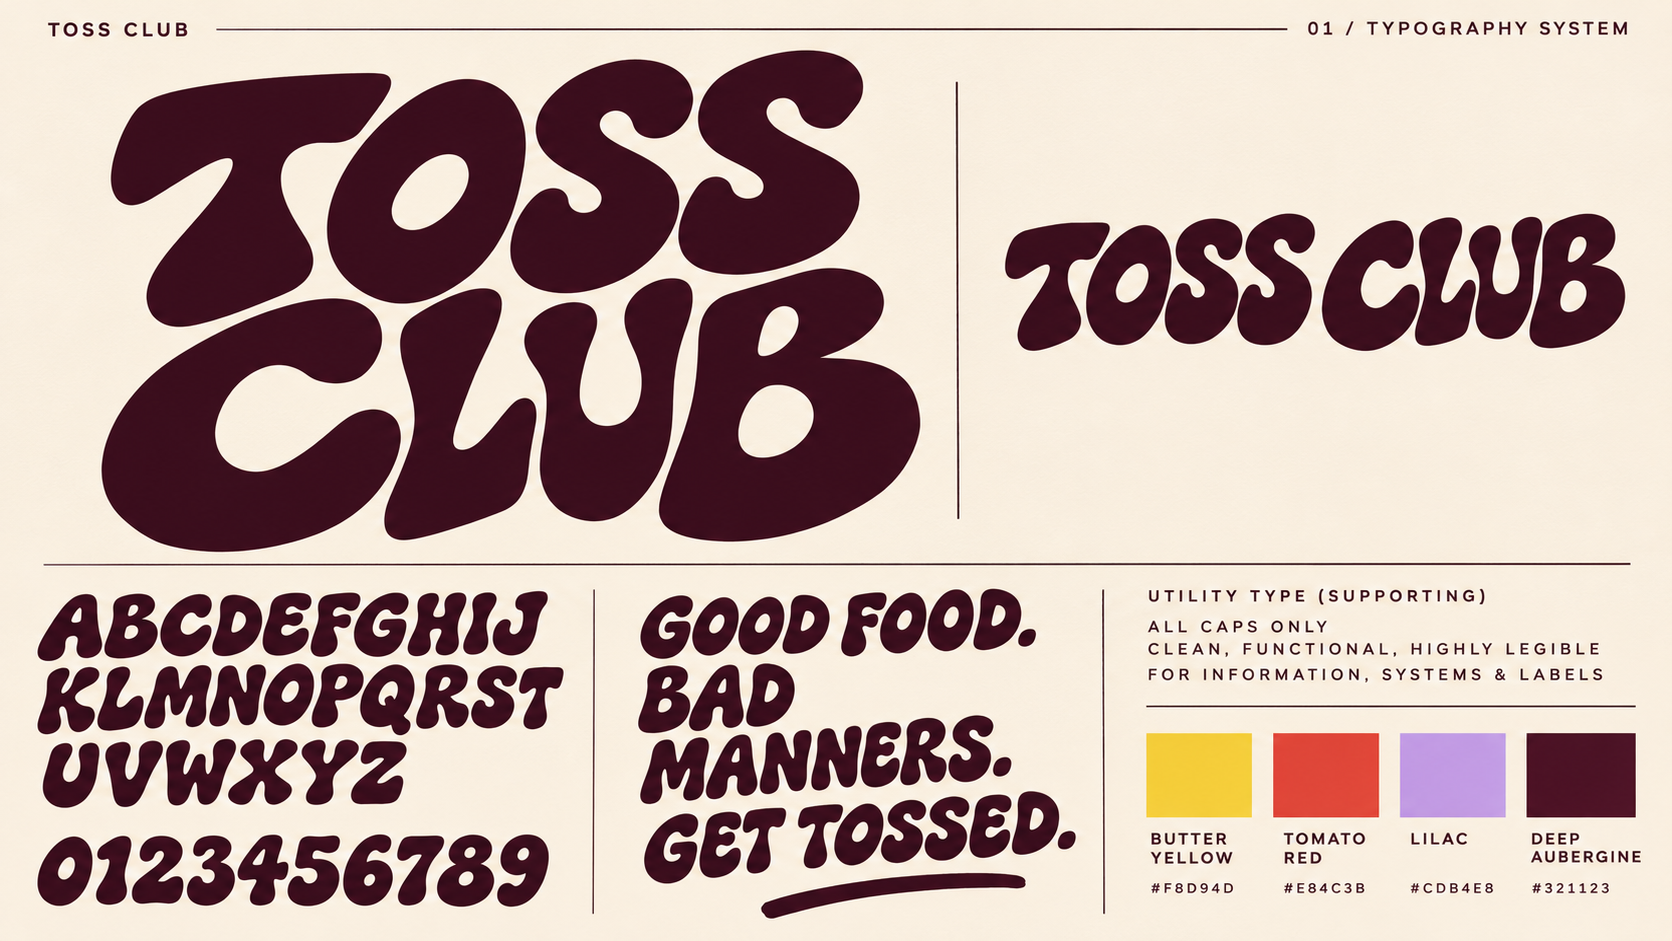 TOSS CLUB
01 / TYPOGRAPHY SYSTEM
TOSS
CLUB
TOSS CLUB
ABCDEFGHIJ
KLMNOPQRST
UVWXYZ
0123456789
GOOD FOOD.
BAD
MANNERS.
GET TOSSED.
UTILITY TYPE (SUPPORTING)
ALL CAPS ONLY
CLEAN, FUNCTIONAL, HIGHLY LEGIBLE
FOR INFORMATION, SYSTEMS & LABELS
BUTTER
YELLOW
#F8D94D
TOMATO
RED
#E84C3B
LILAC
#CDB4E8
DEEP
AUBERGINE
#321123